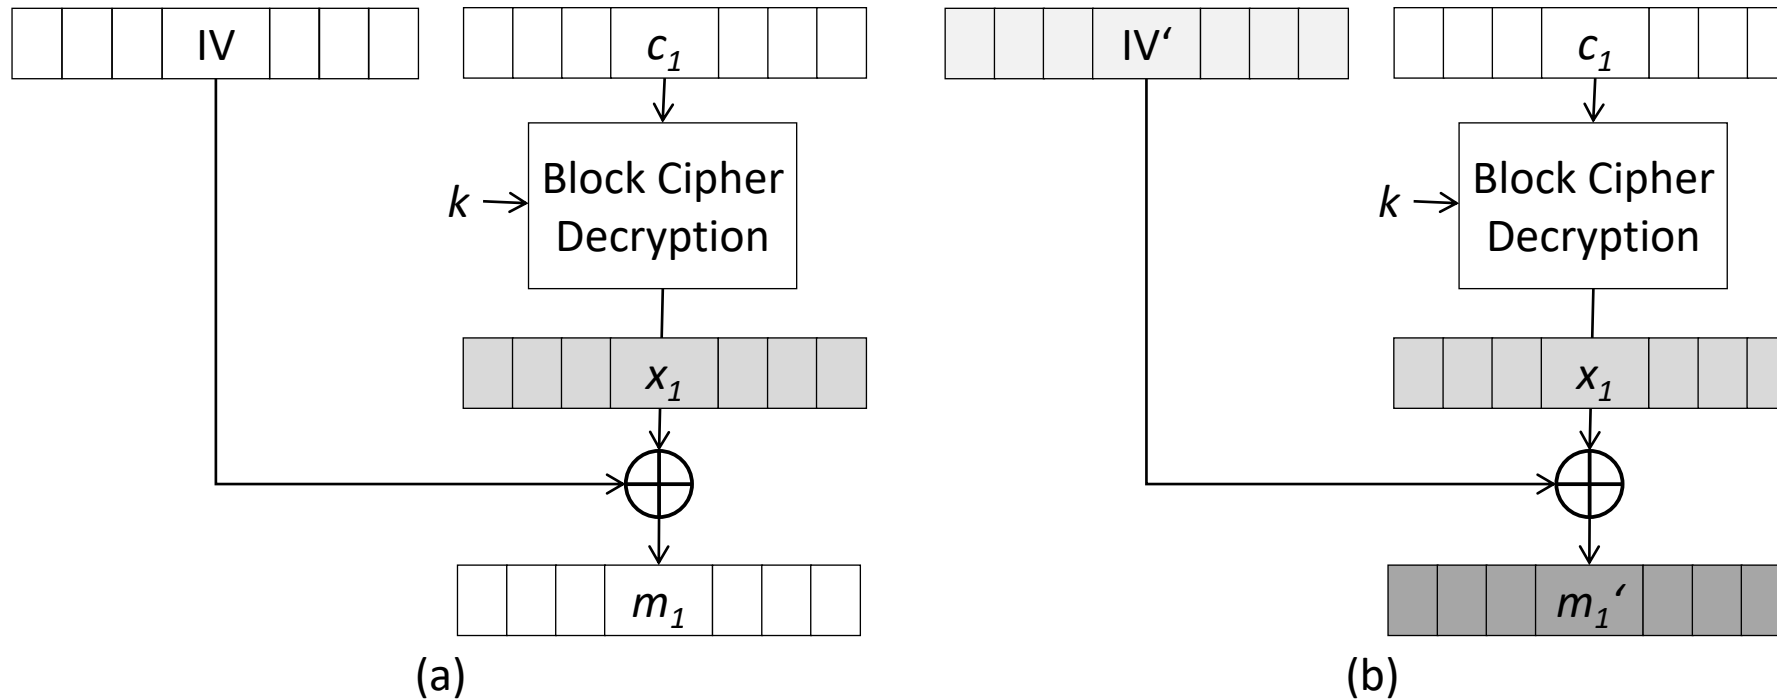 IV
c₁
k
Block Cipher
Decryption
x₁
m₁
(a)
IV‘
c₁
k
Block Cipher
Decryption
x₁
m₁‘
(b)